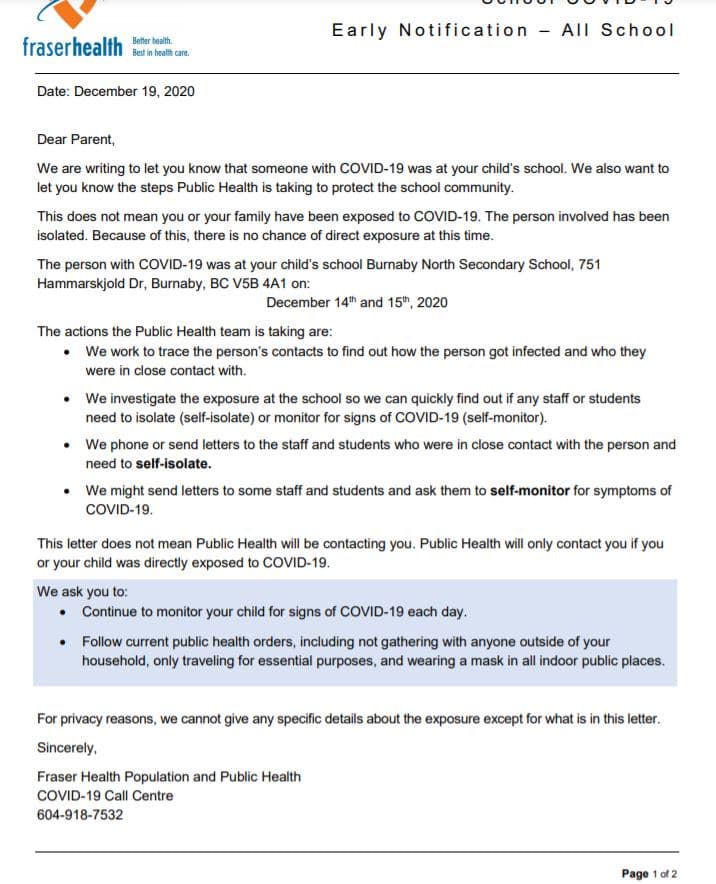 Early Notification – All School
fraserhealth
Better health.
Best in health care.
Date: December 19, 2020
Dear Parent,
We are writing to let you know that someone with COVID-19 was at your child's school. We also want to
let you know the steps Public Health is taking to protect the school community.
This does not mean you or your family have been exposed to COVID-19. The person involved has been
isolated. Because of this, there is no chance of direct exposure at this time.
The person with COVID-19 was at your child's school Burnaby North Secondary School, 751
Hammarskjold Dr, Burnaby, BC V5B 4A1 on:
December 14th and 15th, 2020
The actions the Public Health team is taking are:
• We work to trace the person's contacts to find out how the person got infected and who they
were in close contact with.
• We investigate the exposure at the school so we can quickly find out if any staff or students
need to isolate (self-isolate) or monitor for signs of COVID-19 (self-monitor).
• We phone or send letters to the staff and students who were in close contact with the person and
need to self-isolate.
• We might send letters to some staff and students and ask them to self-monitor for symptoms of
COVID-19.
This letter does not mean Public Health will be contacting you. Public Health will only contact you if you
or your child was directly exposed to COVID-19.
We ask you to:
• Continue to monitor your child for signs of COVID-19 each day.
• Follow current public health orders, including not gathering with anyone outside of your
household, only traveling for essential purposes, and wearing a mask in all indoor public places.
For privacy reasons, we cannot give any specific details about the exposure except for what is in this letter.
Sincerely,
Fraser Health Population and Public Health
COVID-19 Call Centre
604-918-7532
Page 1 of 2